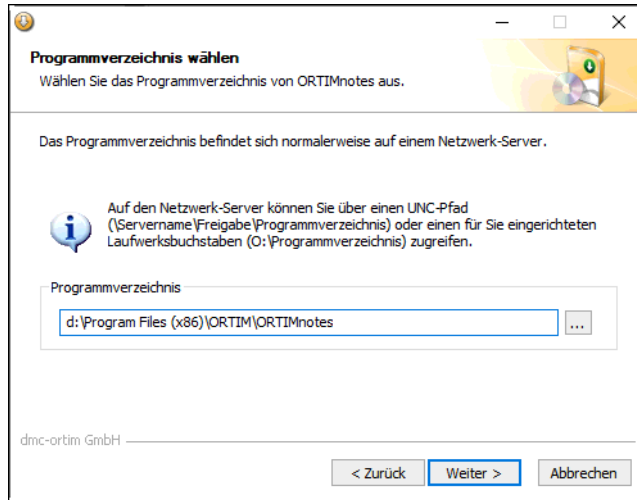 Programmverzeichnis wählen
Wählen Sie das Programmverzeichnis von ORTIMnotes aus.
Das Programmverzeichnis befindet sich normalerweise auf einem Netzwerk-Server.
Auf den Netzwerk-Server können Sie über einen UNC-Pfad
(\Servername\Freigabe\Programmverzeichnis) oder einen für Sie eingerichteten
Laufwerksbuchstaben (O:\Programmverzeichnis) zugreifen.
Programmverzeichnis
d:\Program Files (x86)\ORTIM\ORTIMnotes
...
dmc-ortim GmbH
< Zurück
Weiter >
Abbrechen